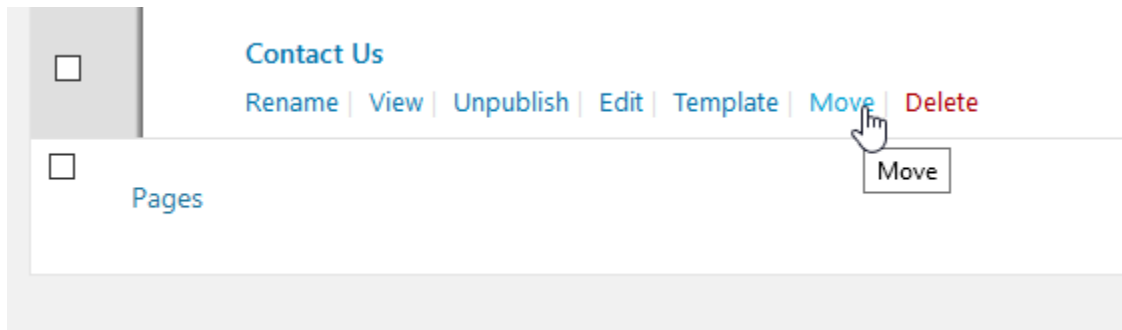 Contact Us
Rename | View | Unpublish | Edit | Template | Move | Delete
Move
Pages